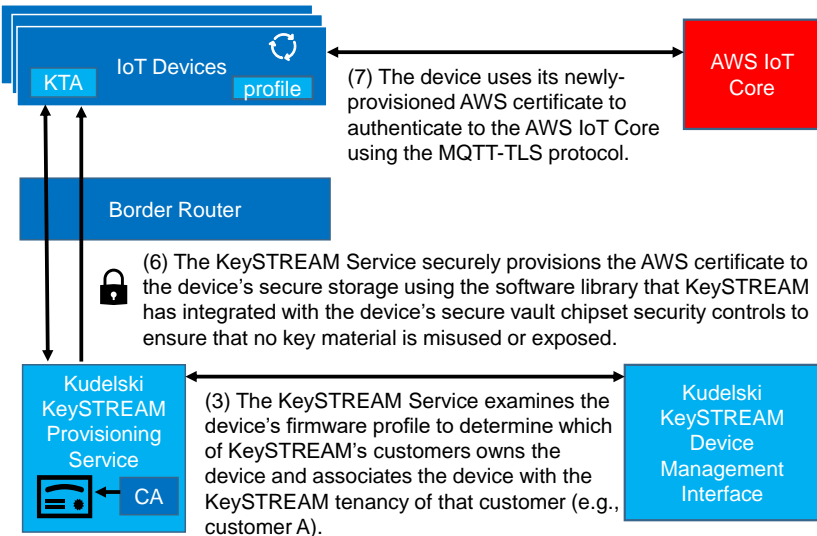 IoT Devices
KTA
profile
AWS IoT
Core
(7) The device uses its newly-
provisioned AWS certificate to
authenticate to the AWS IoT Core
using the MQTT-TLS protocol.
Border Router
(6) The KeySTREAM Service securely provisions the AWS certificate to
the device's secure storage using the software library that KeySTREAM
has integrated with the device's secure vault chipset security controls to
ensure that no key material is misused or exposed.
Kudelski
KeySTREAM
Provisioning
Service
CA
(3) The KeySTREAM Service examines the
device's firmware profile to determine which
of KeySTREAM's customers owns the
device and associates the device with the
KeySTREAM tenancy of that customer (e.g.,
customer A).
Kudelski
KeySTREAM
Device
Management
Interface